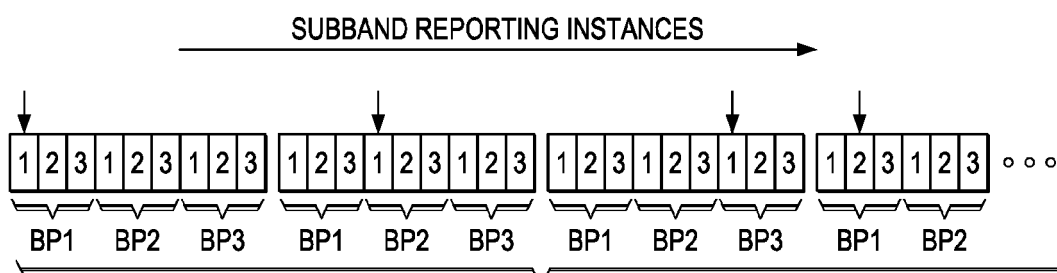 SUBBAND REPORTING INSTANCES
1 2 3 1 2 3 1 2 3 1 2 3 1 2 3 1 2 3 1 2 3 1 2 3 1 2 3 1 2 3 1 2 3
BP1 BP2 BP3 BP1 BP2 BP3 BP1 BP2 BP3 BP1 BP2